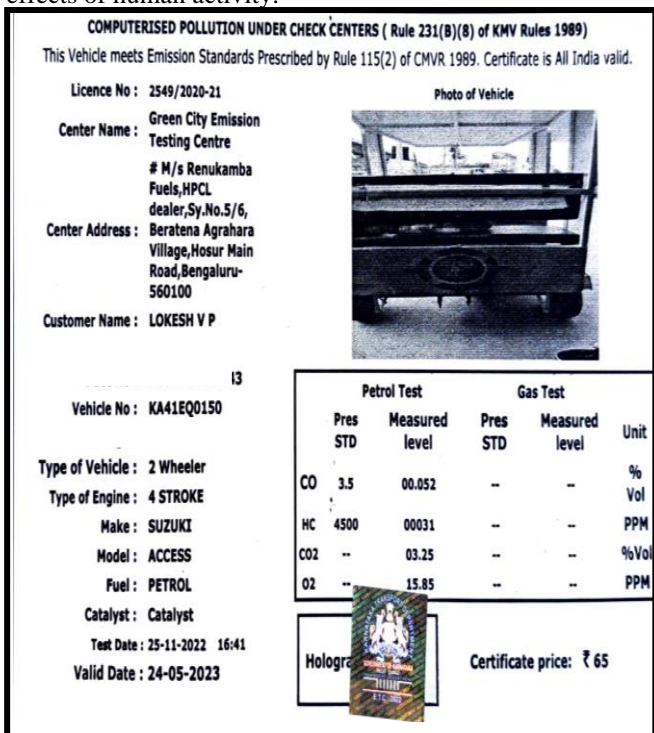 effects of human activity.
COMPUTERISED POLLUTION UNDER CHECK CENTERS ( Rule 231(B)(8) of KMV Rules 1989)
This Vehicle meets Emission Standards Prescribed by Rule 115(2) of CMVR 1989. Certificate is All India valid.
Licence No : 2549/2020-21
Center Name : Green City Emission
Testing Centre
Center Address : # M/s Renukamba
Fuels,HPCL
dealer,Sy.No.5/6,
Beratena Agrahara
Village,Hosur Main
Road,Bengaluru-
560100
Customer Name : LOKESH V P
Vehicle No : KA41EQ0150
Type of Vehicle : 2 Wheeler
Type of Engine : 4 STROKE
Make : SUZUKI
Model : ACCESS
Fuel : PETROL
Catalyst : Catalyst
Test Date : 25-11-2022 16:41
Valid Date : 24-05-2023
Photo of Vehicle
Petrol Test Gas Test
Pres STD Measured level Pres STD Measured level Unit
CO 3.5 00.052 -- -- % Vol
HC 4500 00031 -- -- PPM
CO2 -- 03.25 -- -- %Vol
O2 -- 15.85 -- -- PPM
Certificate price: ₹ 65